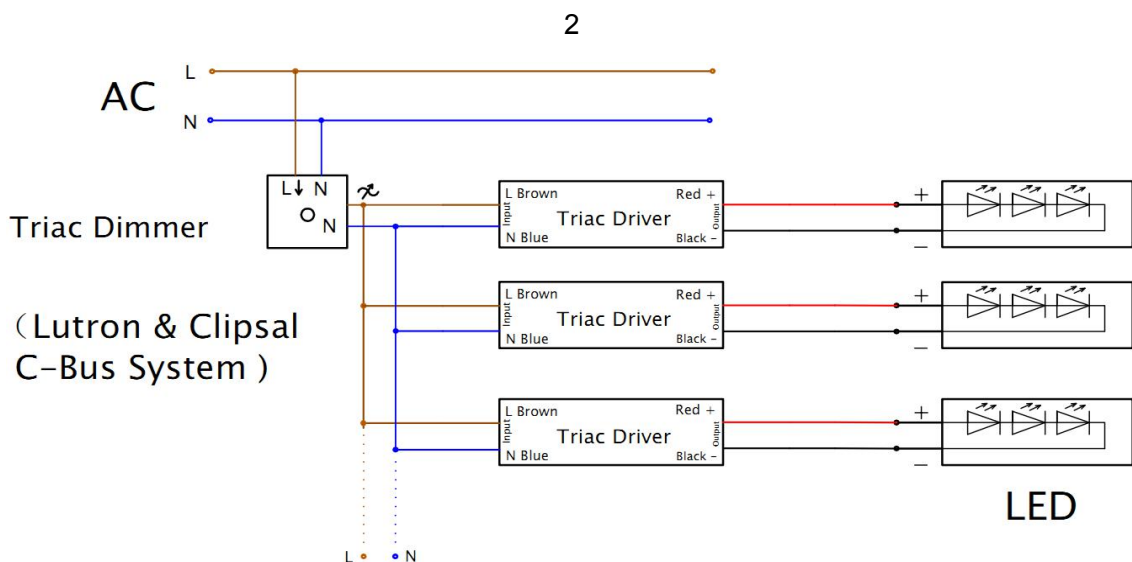 2
L
AC
N
L N
N
Triac Dimmer
（Lutron & Clipsal
C-Bus System )
L Brown
Input
N Blue
Triac Driver
Red +
Output
Black -
+
−
L Brown
Input
N Blue
Triac Driver
Red +
Output
Black -
+
−
L Brown
Input
N Blue
Triac Driver
Red +
Output
Black -
+
−
LED
L N